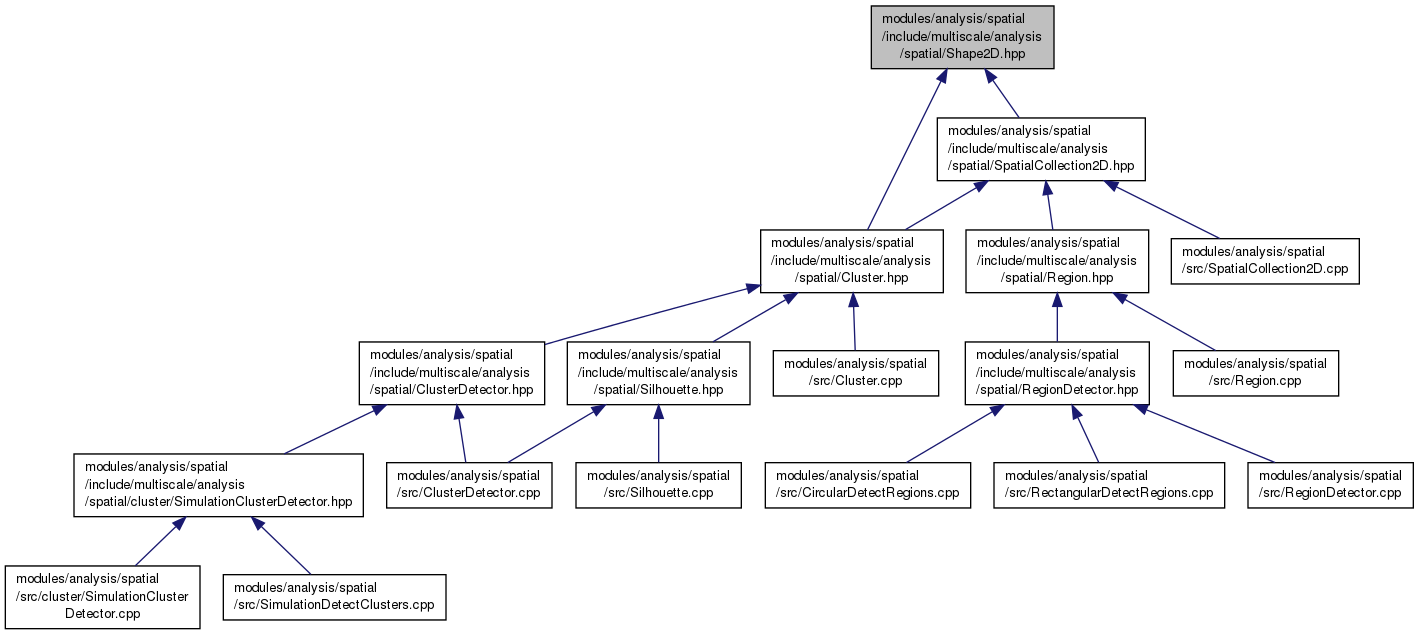 modules/analysis/spatial
/include/multiscale/analysis
/spatial/Shape2D.hpp
modules/analysis/spatial
/include/multiscale/analysis
/spatial/SpatialCollection2D.hpp
modules/analysis/spatial
/include/multiscale/analysis
/spatial/Cluster.hpp
modules/analysis/spatial
/include/multiscale/analysis
/spatial/Region.hpp
modules/analysis/spatial
/src/SpatialCollection2D.cpp
modules/analysis/spatial
/include/multiscale/analysis
/spatial/ClusterDetector.hpp
modules/analysis/spatial
/include/multiscale/analysis
/spatial/Silhouette.hpp
modules/analysis/spatial
/src/Cluster.cpp
modules/analysis/spatial
/include/multiscale/analysis
/spatial/RegionDetector.hpp
modules/analysis/spatial
/src/Region.cpp
modules/analysis/spatial
/include/multiscale/analysis
/spatial/cluster/SimulationClusterDetector.hpp
modules/analysis/spatial
/src/ClusterDetector.cpp
modules/analysis/spatial
/src/Silhouette.cpp
modules/analysis/spatial
/src/CircularDetectRegions.cpp
modules/analysis/spatial
/src/RectangularDetectRegions.cpp
modules/analysis/spatial
/src/RegionDetector.cpp
modules/analysis/spatial
/src/cluster/SimulationCluster
Detector.cpp
modules/analysis/spatial
/src/SimulationDetectClusters.cpp